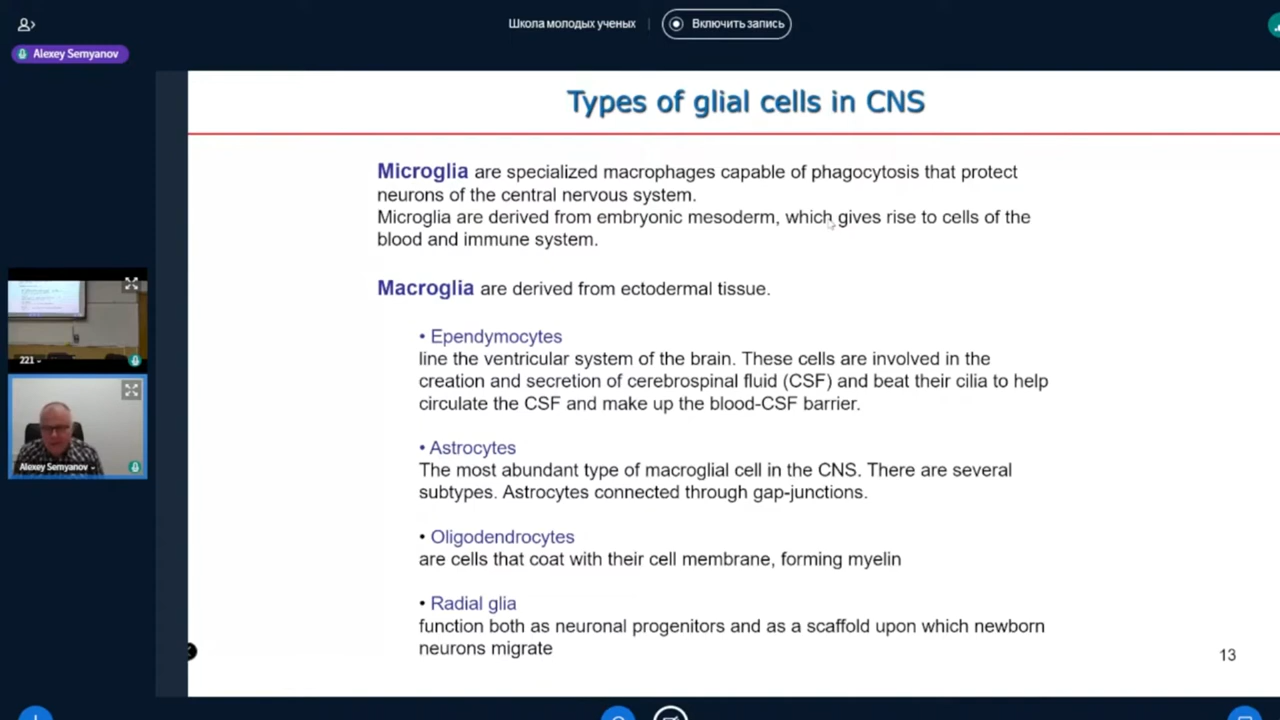 Школа молодых ученых
Включить запись
Alexey Semyanov
Types of glial cells in CNS
Microglia are specialized macrophages capable of phagocytosis that protect
neurons of the central nervous system.
Microglia are derived from embryonic mesoderm, which gives rise to cells of the
blood and immune system.
Macroglia are derived from ectodermal tissue.
• Ependymocytes
line the ventricular system of the brain. These cells are involved in the
creation and secretion of cerebrospinal fluid (CSF) and beat their cilia to help
circulate the CSF and make up the blood-CSF barrier.
• Astrocytes
The most abundant type of macroglial cell in the CNS. There are several
subtypes. Astrocytes connected through gap-junctions.
• Oligodendrocytes
are cells that coat with their cell membrane, forming myelin
• Radial glia
function both as neuronal progenitors and as a scaffold upon which newborn
neurons migrate
13
221
Alexey Semyanov